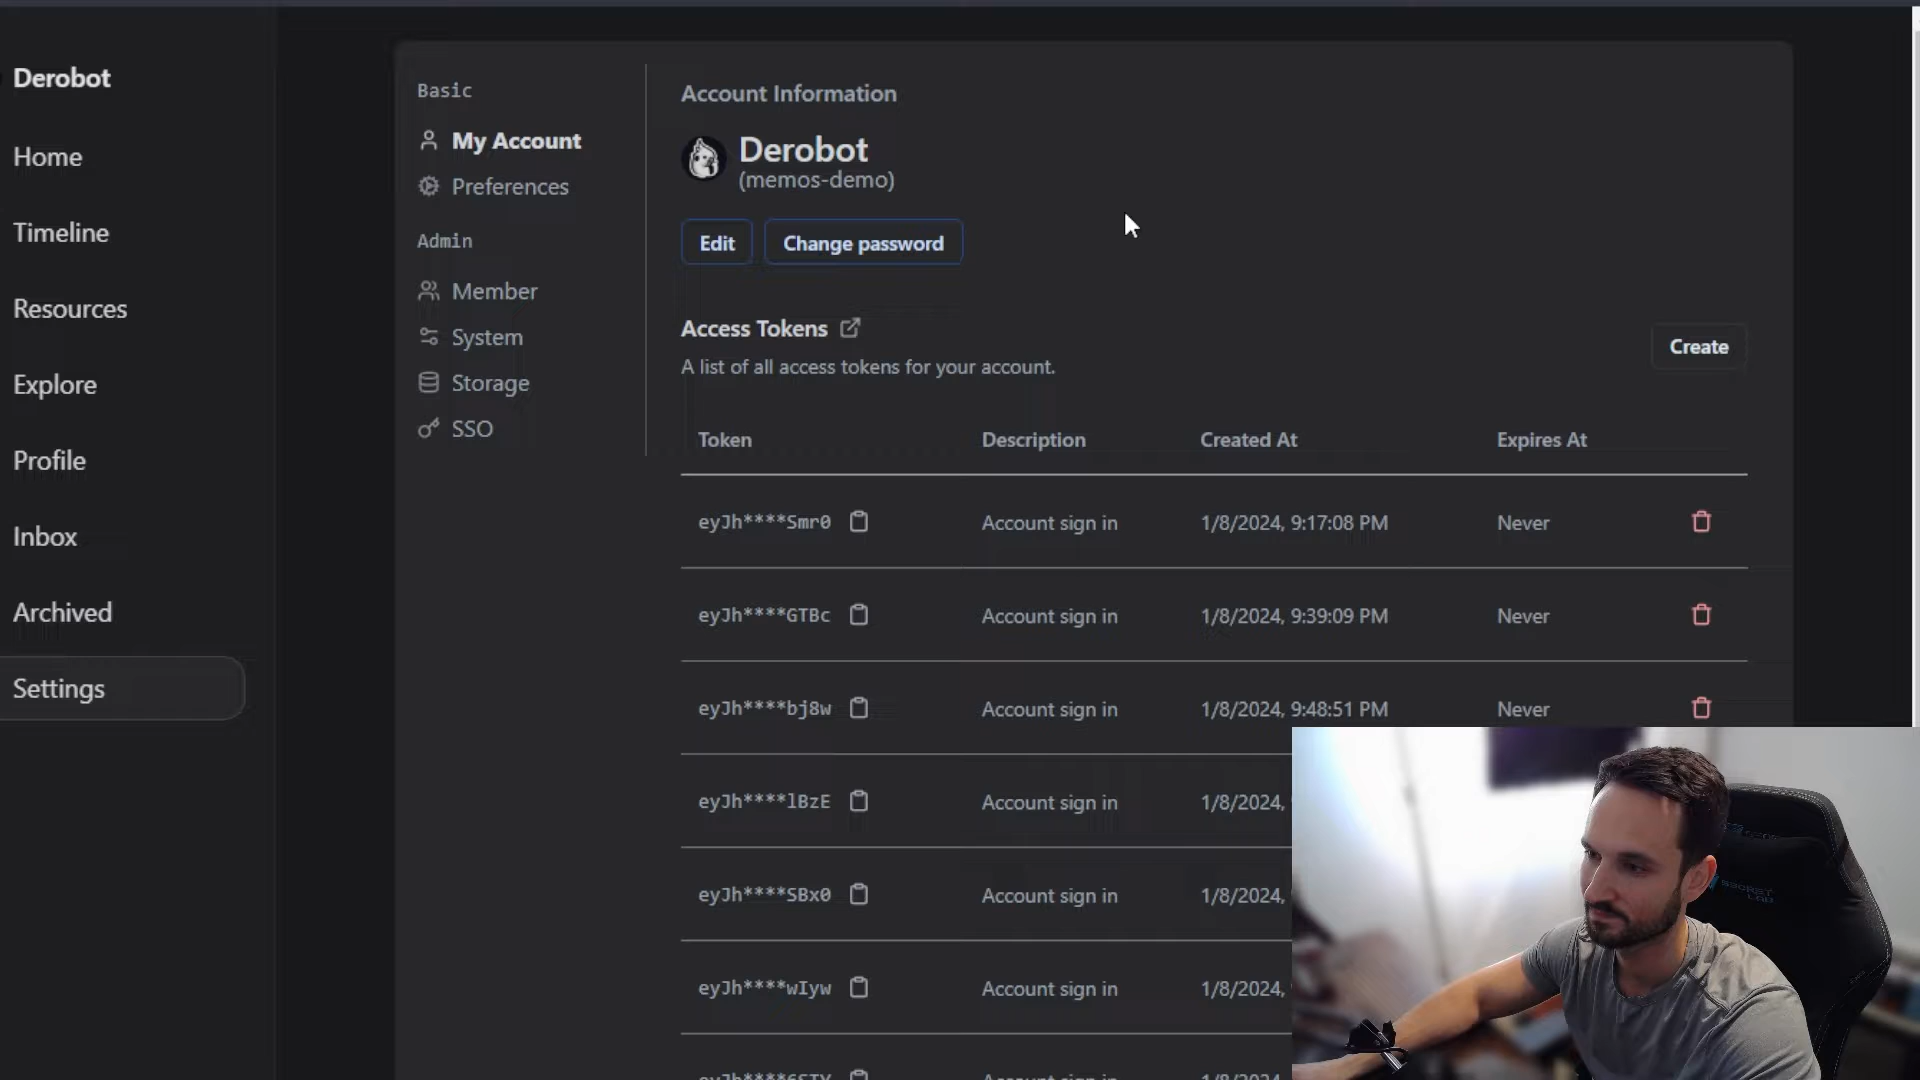 Derobot
Home
Timeline
Resources
Explore
Profile
Inbox
Archived
Settings
Basic
My Account
Preferences
Admin
Member
System
Storage
SSO
Account Information
Derobot
(memos-demo)
Edit
Change password
Access Tokens
A list of all access tokens for your account.
Create
Token Description Created At Expires At
eyJh****Smr0 Account sign in 1/8/2024, 9:17:08 PM Never
eyJh****GTBc Account sign in 1/8/2024, 9:39:09 PM Never
eyJh****bj8w Account sign in 1/8/2024, 9:48:51 PM Never
eyJh****lBzE Account sign in 1/8/2024,
eyJh****SBx0 Account sign in 1/8/2024,
eyJh****wIyw Account sign in 1/8/2024,
SECRET
LAB